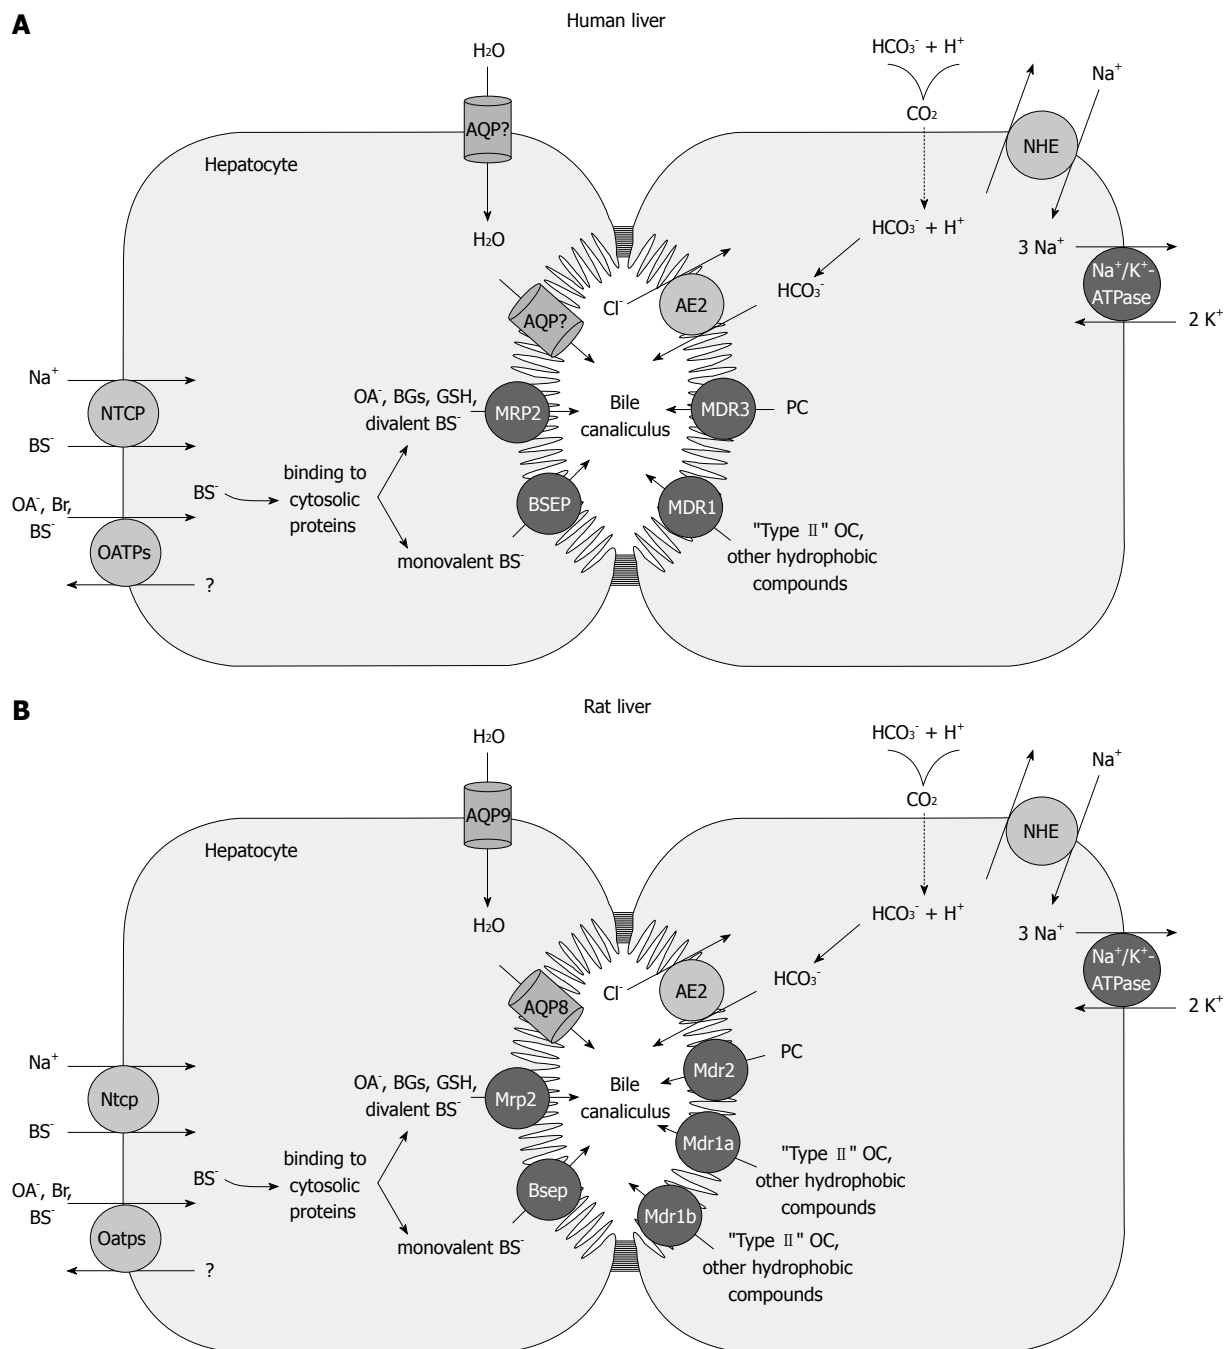 A
Human liver
H₂O
HCO₃⁻ + H⁺
Na⁺
AQP?
CO₂
NHE
Hepatocyte
H₂O
HCO₃⁻ + H⁺
3 Na⁺
Na⁺/K⁺-
ATPase
2 K⁺
HCO₃⁻
Cl⁻
AE2
AQP?
Na⁺
NTCP
BS⁻
OA⁻, BGs, GSH,
divalent BS⁻
MRP2
Bile
canaliculus
MDR3
PC
OA⁻, Br,
BS⁻
OATPs
?
BS⁻
binding to
cytosolic
proteins
monovalent BS⁻
BSEP
MDR1
"Type II" OC,
other hydrophobic
compounds
B
Rat liver
H₂O
HCO₃⁻ + H⁺
Na⁺
AQP9
CO₂
NHE
Hepatocyte
H₂O
HCO₃⁻ + H⁺
3 Na⁺
Na⁺/K⁺-
ATPase
2 K⁺
HCO₃⁻
Cl⁻
AE2
AQP8
Na⁺
Ntcp
BS⁻
OA⁻, BGs, GSH,
divalent BS⁻
Mrp2
Bile
canaliculus
Mdr2
PC
Mdr1a
"Type II" OC,
other hydrophobic
compounds
OA⁻, Br,
BS⁻
Oatps
?
BS⁻
binding to
cytosolic
proteins
monovalent BS⁻
Bsep
Mdr1b
"Type II" OC,
other hydrophobic
compounds